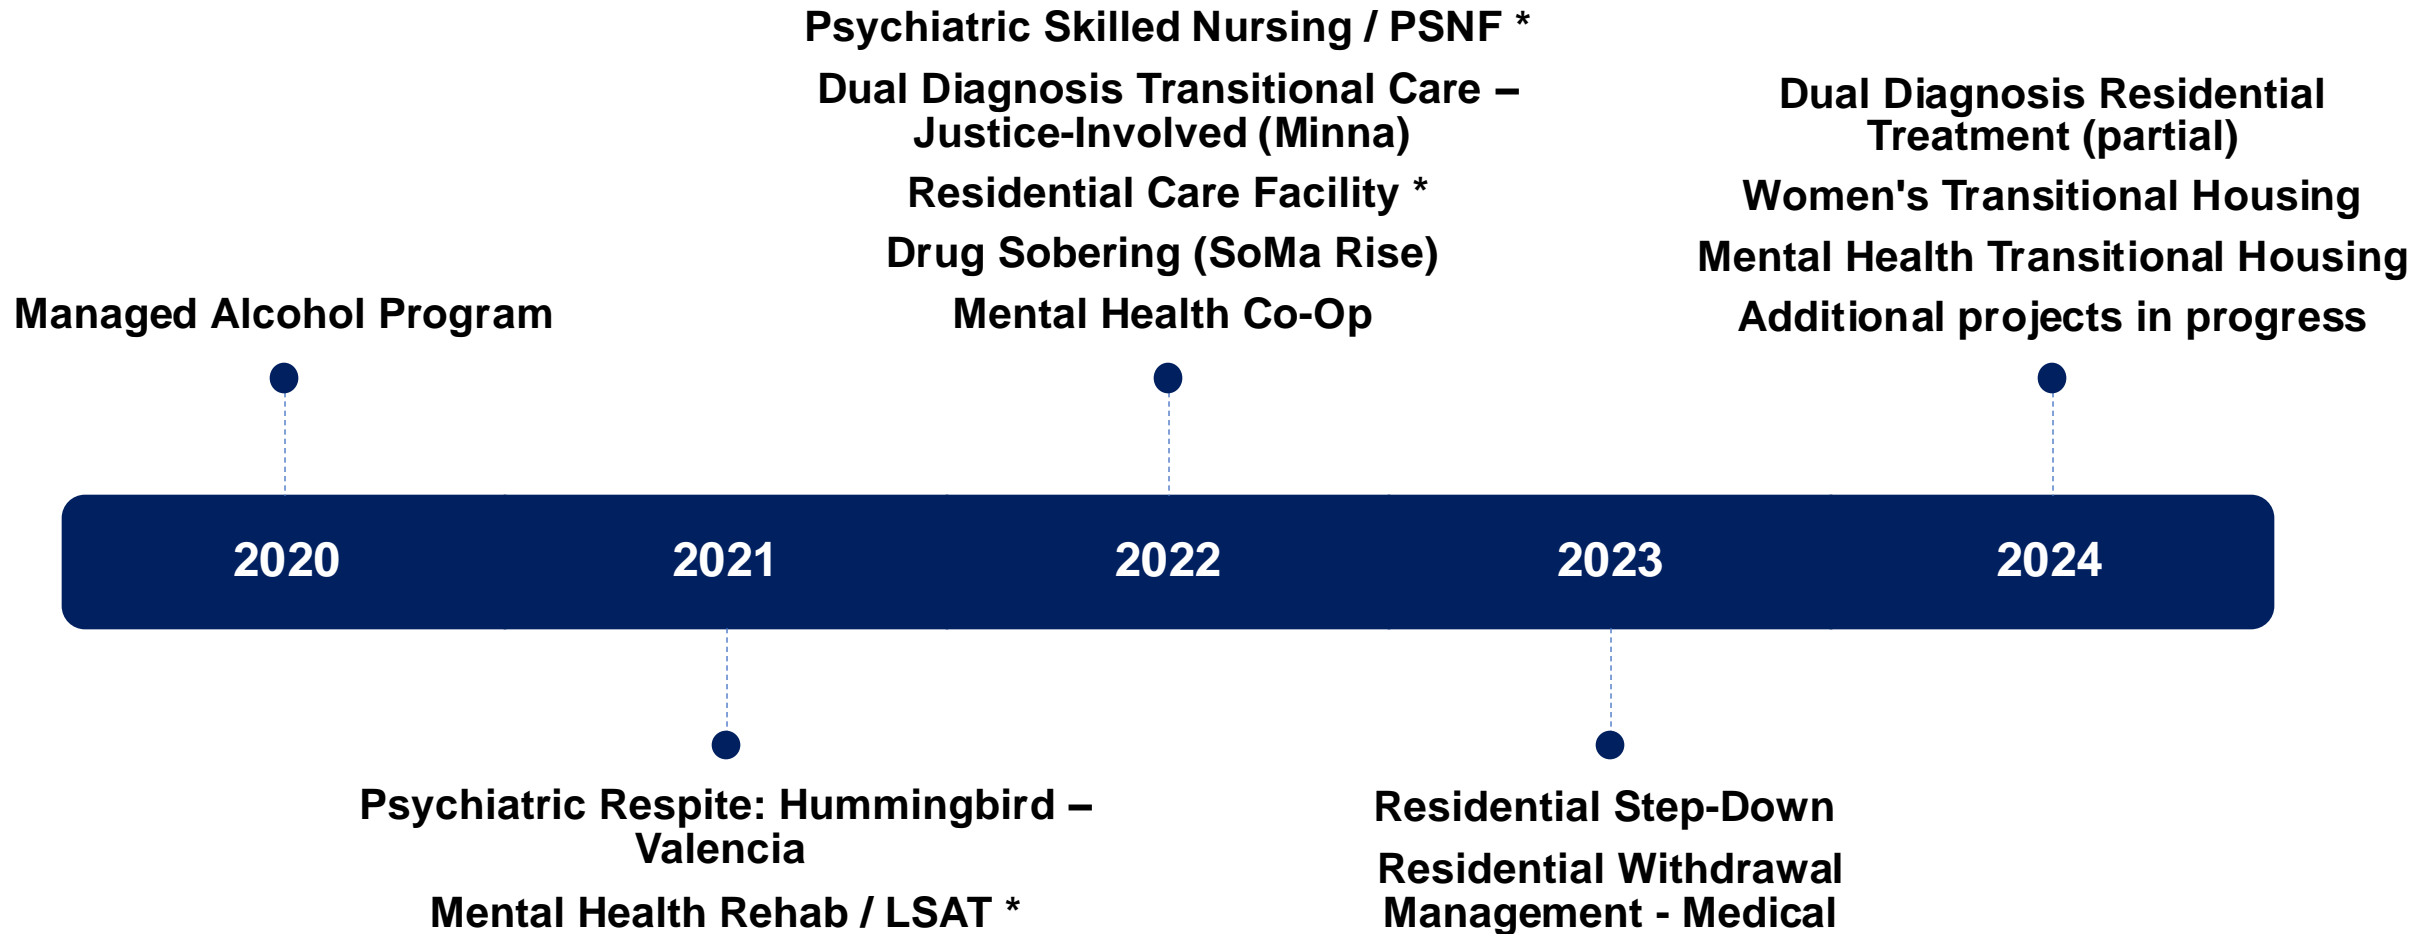 Psychiatric Skilled Nursing / PSNF *
Dual Diagnosis Transitional Care –
Justice-Involved (Minna)
Residential Care Facility *
Drug Sobering (SoMa Rise)
Mental Health Co-Op
Dual Diagnosis Residential
Treatment (partial)
Women's Transitional Housing
Mental Health Transitional Housing
Additional projects in progress
Managed Alcohol Program
2020
2021
2022
2023
2024
Psychiatric Respite: Hummingbird –
Valencia
Mental Health Rehab / LSAT *
Residential Step-Down
Residential Withdrawal
Management - Medical